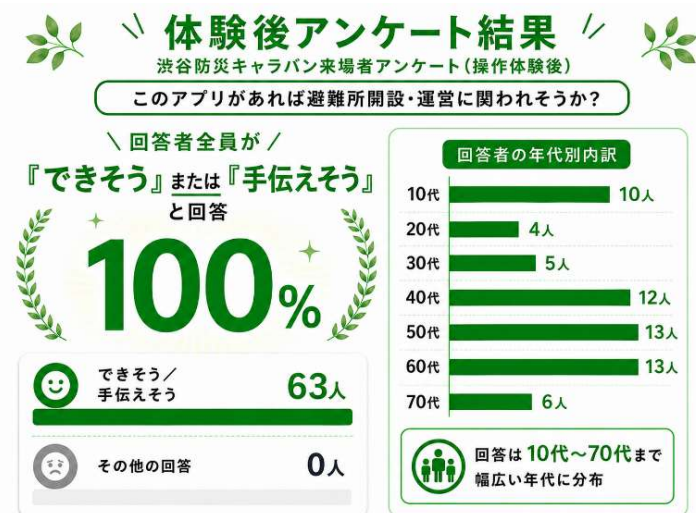 体験後アンケート結果
渋谷防災キャラバン来場者アンケート(操作体験後)
このアプリがあれば避難所開設・運営に関われそうか?
回答者全員が
『できそう』または『手伝えそう』
と回答
100%
できそう/
手伝えそう
63人
その他の回答
0人
回答者の年代別内訳
10代 10人
20代 4人
30代 5人
40代 12人
50代 13人
60代 13人
70代 6人
回答は10代~70代まで
幅広い年代に分布